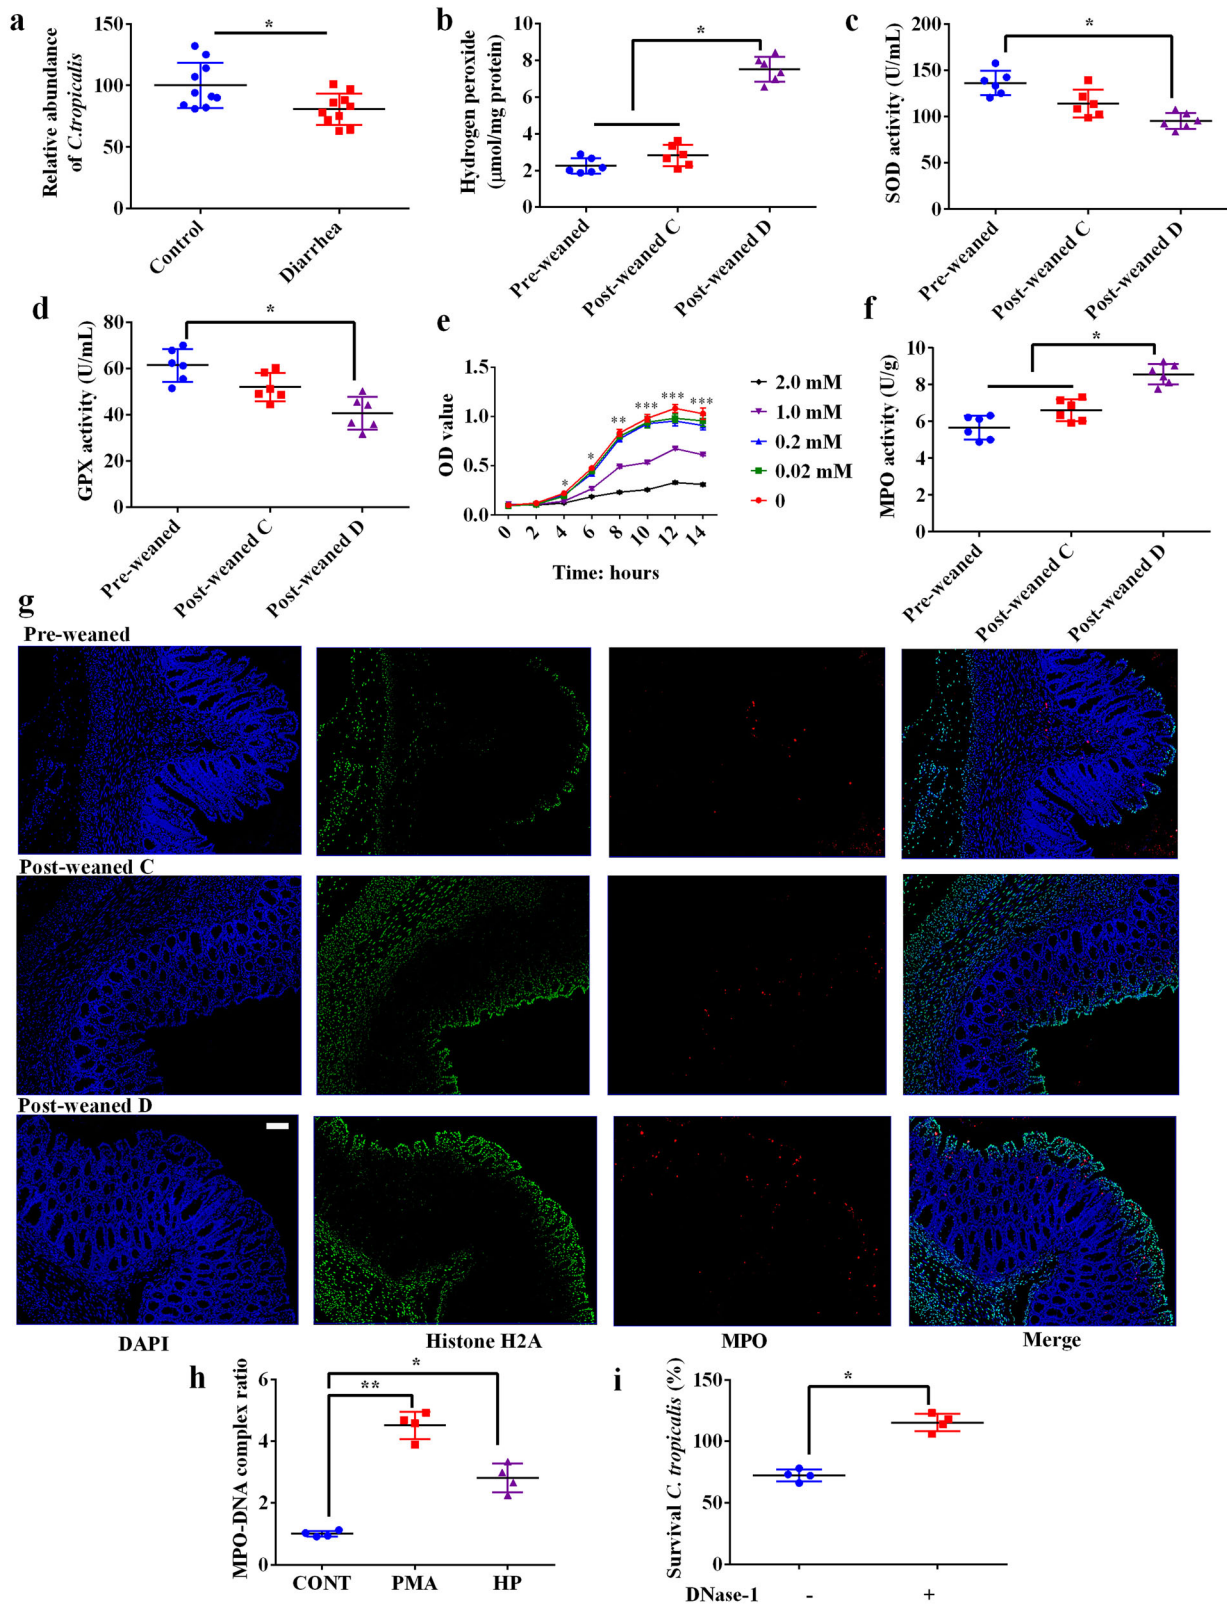 a
Relative abundance
of C.tropicalis
150
100
50
0
*
Control
Diarrhea
b
Hydrogen peroxide
(μmol/mg protein)
10
8
6
4
2
0
*
Pre-weaned
Post-weaned C
Post-weaned D
c
SOD activity (U/mL)
200
150
100
50
0
*
Pre-weaned
Post-weaned C
Post-weaned D
d
GPX activity (U/mL)
80
60
40
20
0
*
Pre-weaned
Post-weaned C
Post-weaned D
e
OD value
1.5
1.0
0.5
0.0
* * ** *** *** ***
0 2 4 6 8 10 12 14
Time: hours
2.0 mM
1.0 mM
0.2 mM
0.02 mM
0
f
MPO activity (U/g)
10
8
6
4
2
0
*
Pre-weaned
Post-weaned C
Post-weaned D
g
Pre-weaned
Post-weaned C
Post-weaned D
DAPI Histone H2A MPO Merge
h
MPO-DNA complex ratio
6
4
2
0
*
**
CONT PMA HP
i
Survival C. tropicalis (%)
150
100
50
0
*
DNase-1 - +